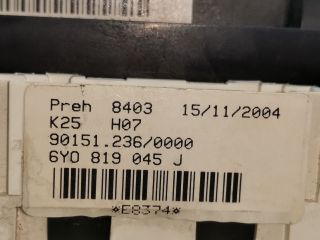 Preh 8403 15/11/2004
K25 H07
90151.236/0000
6Y0 819 045 J
*E8374*